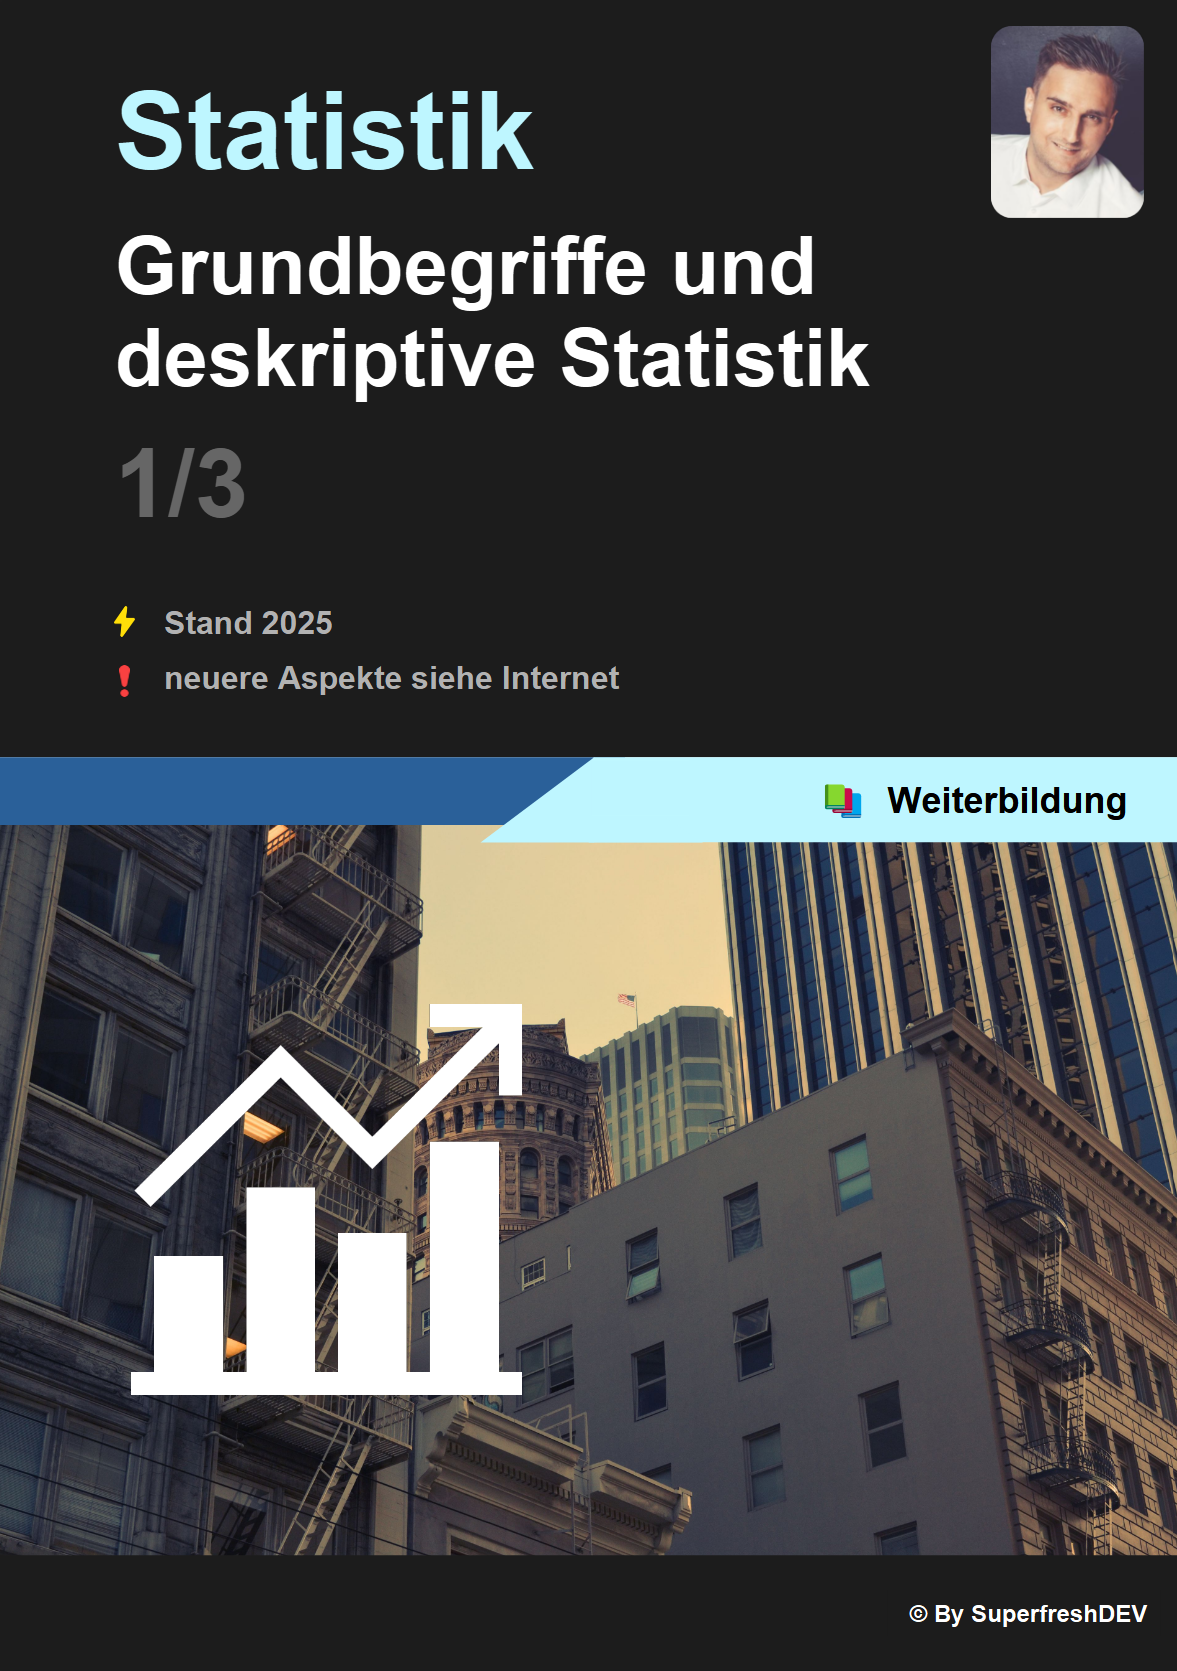 Statistik
Grundbegriffe und
deskriptive Statistik
1/3
Stand 2025
neuere Aspekte siehe Internet
Weiterbildung
© By SuperfreshDEV